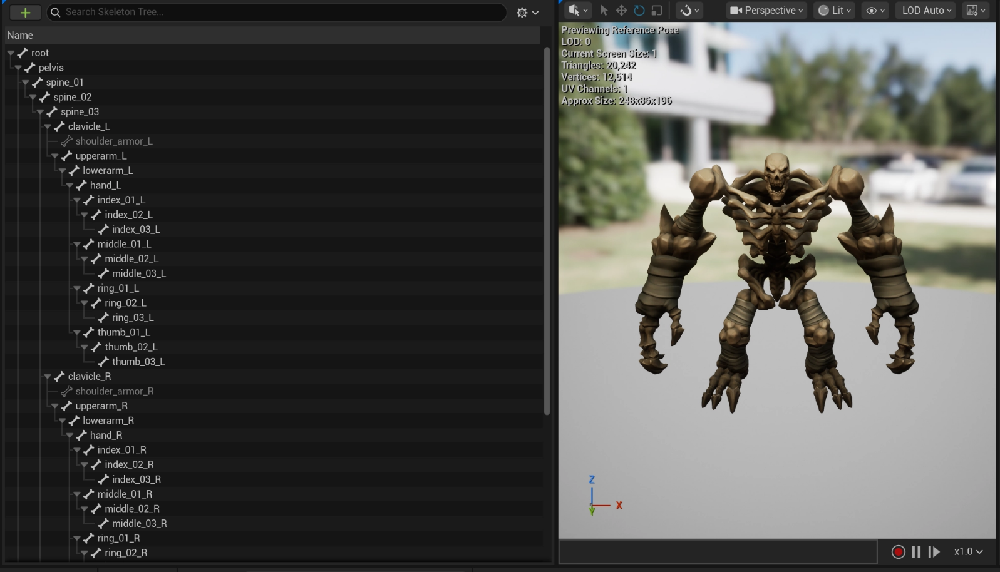 Search Skeleton Tree...
Name
root
pelvis
spine_01
spine_02
spine_03
clavicle_L
shoulder_armor_L
upperarm_L
lowerarm_L
hand_L
index_01_L
index_02_L
index_03_L
middle_01_L
middle_02_L
middle_03_L
ring_01_L
ring_02_L
ring_03_L
thumb_01_L
thumb_02_L
thumb_03_L
clavicle_R
shoulder_armor_R
upperarm_R
lowerarm_R
hand_R
index_01_R
index_02_R
index_03_R
middle_01_R
middle_02_R
middle_03_R
ring_01_R
ring_02_R
Perspective Lit LOD Auto
Previewing Reference Pose
LOD: 0
Current Screen Size: 1
Triangles: 20,242
Vertices: 12,514
UV Channels: 1
Approx Size: 248x86x196
Z
X
Y
x1.0